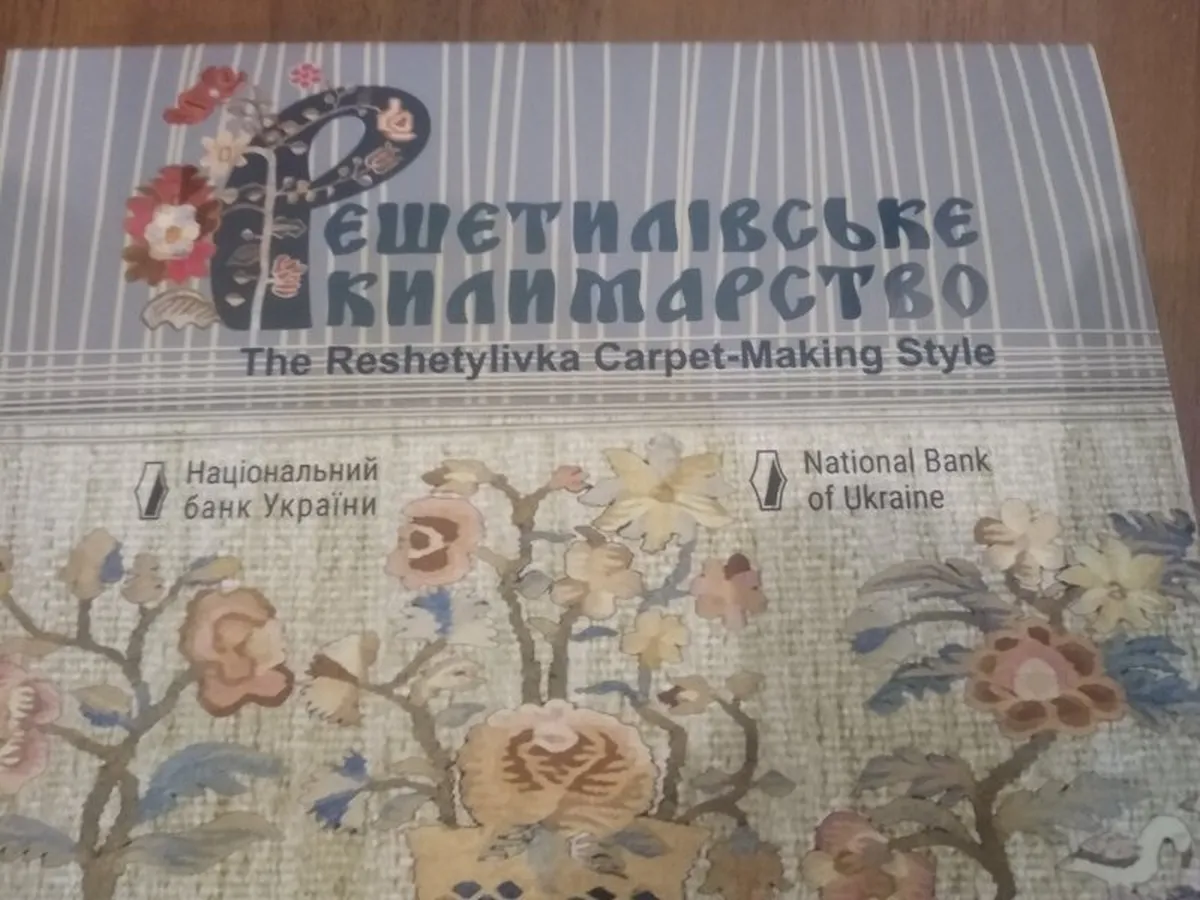 Решетилівське
килимарство
The Reshetylivka Carpet-Making Style
Національний
банк України
National Bank
of Ukraine